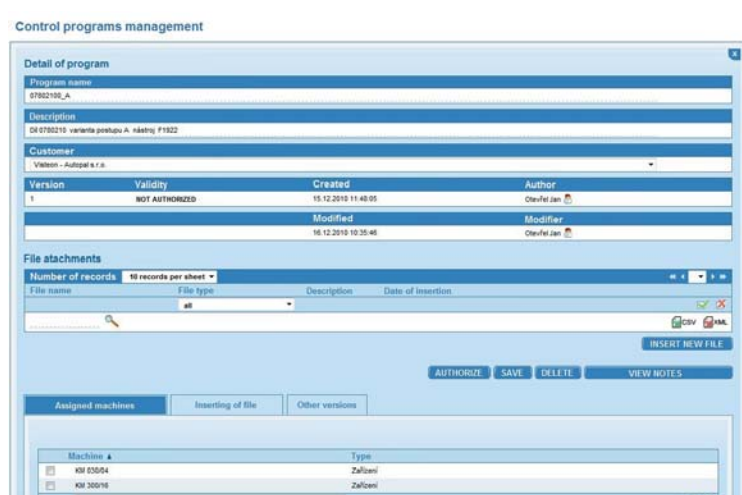 Control programs management
x
Detail of program
Program name
07802100_A
Description
Díl 0780210 varianta postupu A nástroj F1922
Customer
Visteon - Autopal s.r.o.
Version Validity Created Author
1 NOT AUTHORIZED 15.12.2010 11:48:05 Otevřel Jan
Modified Modifier
16.12.2010 10:35:46 Otevřel Jan
File atachments
Number of records 10 records per sheet
File name File type Description Date of insertion
all
CSV XML
INSERT NEW FILE
AUTHORIZE SAVE DELETE VIEW NOTES
Assigned machines Inserting of file Other versions
Machine ▲ Type
KM 030/04 Zařízení
KM 300/16 Zařízení